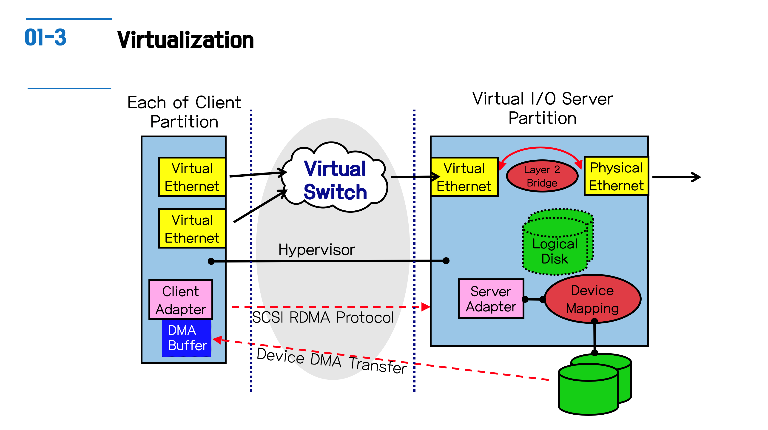 01-3
Virtualization
Each of Client
Partition
Virtual I/O Server
Partition
Virtual
Ethernet
Virtual
Ethernet
Virtual
Switch
Virtual
Ethernet
Layer 2
Bridge
Physical
Ethernet
Logical
Disk
Hypervisor
Client
Adapter
DMA
Buffer
SCSI RDMA Protocol
Device DMA Transfer
Server
Adapter
Device
Mapping